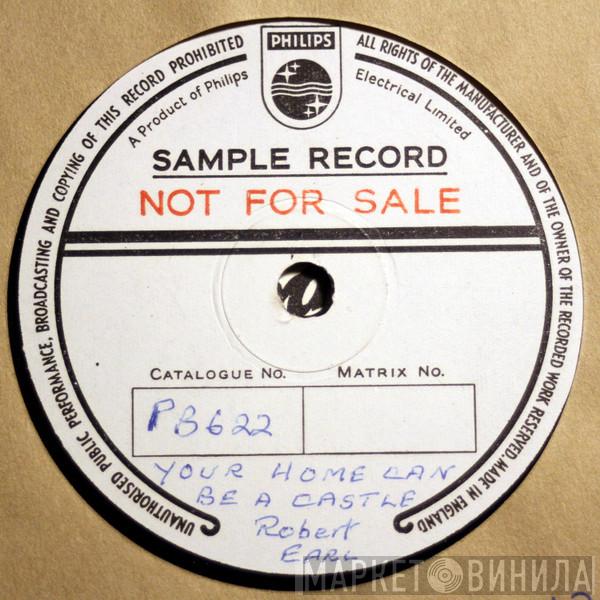 UNAUTHORISED PUBLIC PERFORMANCE, BROADCASTING AND COPYING OF THIS RECORD PROHIBITED
ALL RIGHTS OF THE MANUFACTURER AND OF THE OWNER OF THE RECORDED WORK RESERVED. MADE IN ENGLAND
PHILIPS
A Product of Philips Electrical Limited
SAMPLE RECORD
NOT FOR SALE
CATALOGUE No. MATRIX No.
PB622
YOUR HOME CAN
BE A CASTLE
Robert
EARL
МАРКЕТ ВИНИЛА